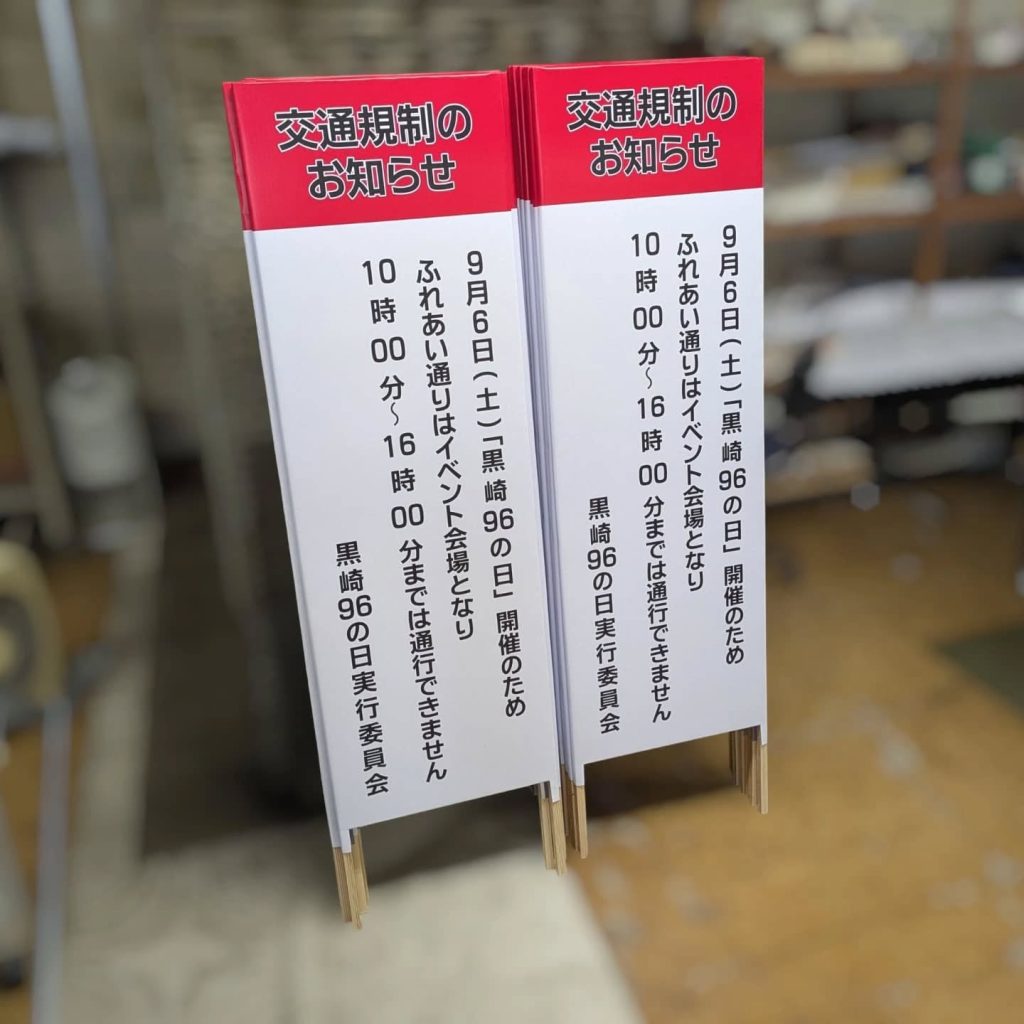 交通規制の
お知らせ
9月6日(土)「黒崎96の日」開催のため
ふれあい通りはイベント会場となり
10時00分～16時00分までは通行できません
黒崎96の日実行委員会
交通規制の
お知らせ
9月6日(土)「黒崎96の日」開催のため
ふれあい通りはイベント会場となり
10時00分～16時00分までは通行できません
黒崎96の日実行委員会